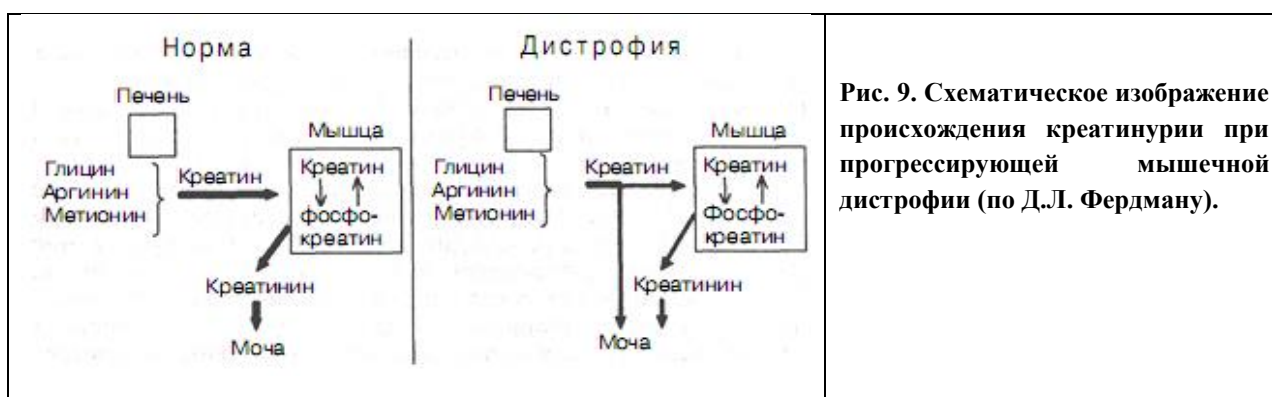 Норма
Печень
Глицин
Аргинин
Метионин
Креатин
Мышца
Креатин
фосфо-
креатин
Креатинин
Моча
Дистрофия
Печень
Глицин
Аргинин
Метионин
Креатин
Мышца
Креатин
Фосфо-
креатин
Креатинин
Моча
Рис. 9. Схематическое изображение
происхождения креатинурии при
прогрессирующей мышечной
дистрофии (по Д.Л. Фердману).